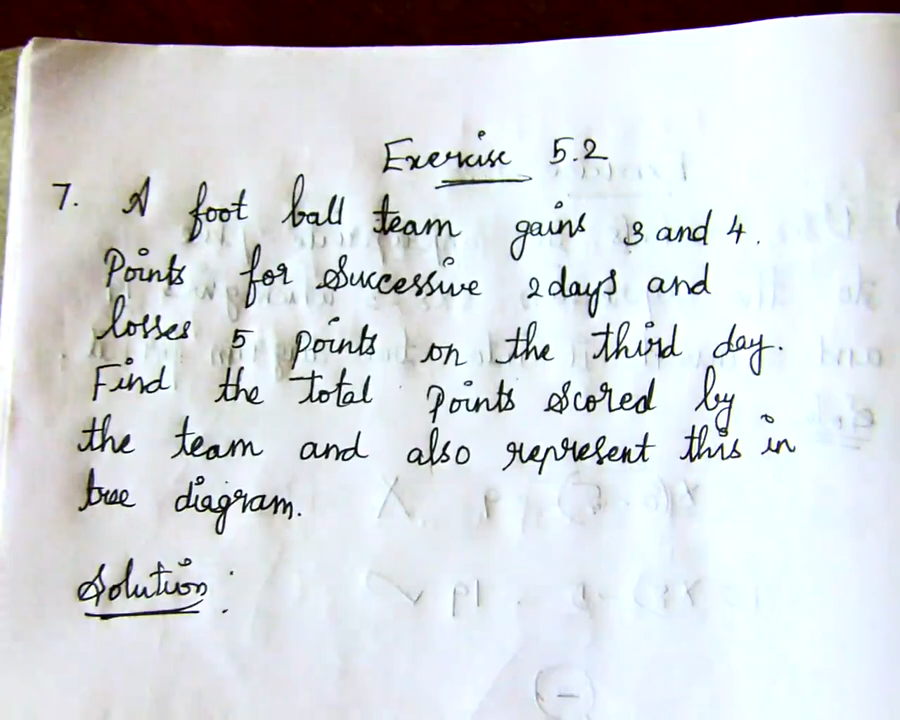 Exercise 5.2
7. A foot ball team gains 3 and 4.
Points for Successive 2days and
losses 5 points on the third day.
Find the total points scored by
the team and also represent this in
tree diagram.
Solution: